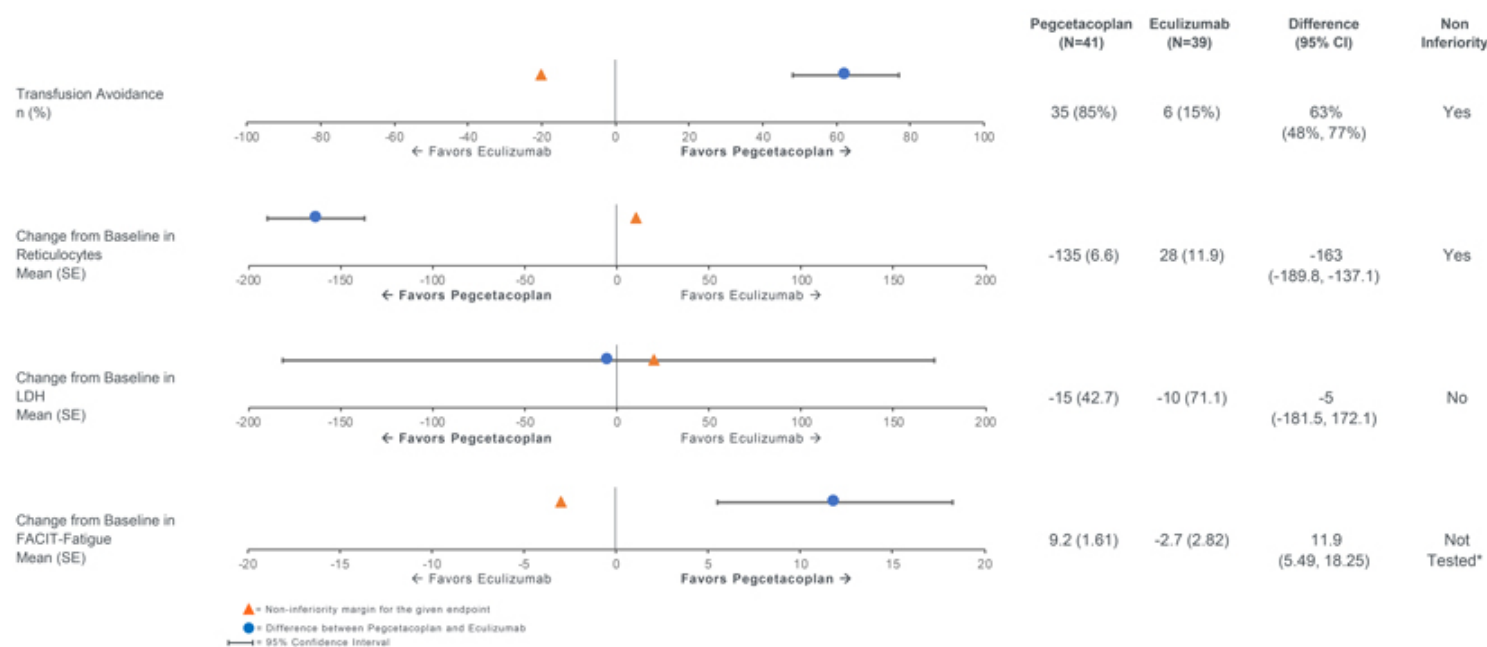 Pegcetacoplan Eculizumab Difference Non
(N=41) (N=39) (95% CI) Inferiority
Transfusion Avoidance
n (%)
35 (85%) 6 (15%) 63% Yes
(48%, 77%)
-100 -80 -60 -40 -20 0 20 40 60 80 100
← Favors Eculizumab Favors Pegcetacoplan →
Change from Baseline in
Reticulocytes
Mean (SE)
-135 (6.6) 28 (11.9) -163 Yes
(-189.8, -137.1)
-200 -150 -100 -50 0 50 100 150 200
← Favors Pegcetacoplan Favors Eculizumab →
Change from Baseline in
LDH
Mean (SE)
-15 (42.7) -10 (71.1) -5 No
(-181.5, 172.1)
-200 -150 -100 -50 0 50 100 150 200
← Favors Pegcetacoplan Favors Eculizumab →
Change from Baseline in
FACIT-Fatigue
Mean (SE)
9.2 (1.61) -2.7 (2.82) 11.9 Not
(5.49, 18.25) Tested*
-20 -15 -10 -5 0 5 10 15 20
← Favors Eculizumab Favors Pegcetacoplan →
= Non-inferiority margin for the given endpoint
= Difference between Pegcetacoplan and Eculizumab
= 95% Confidence Interval